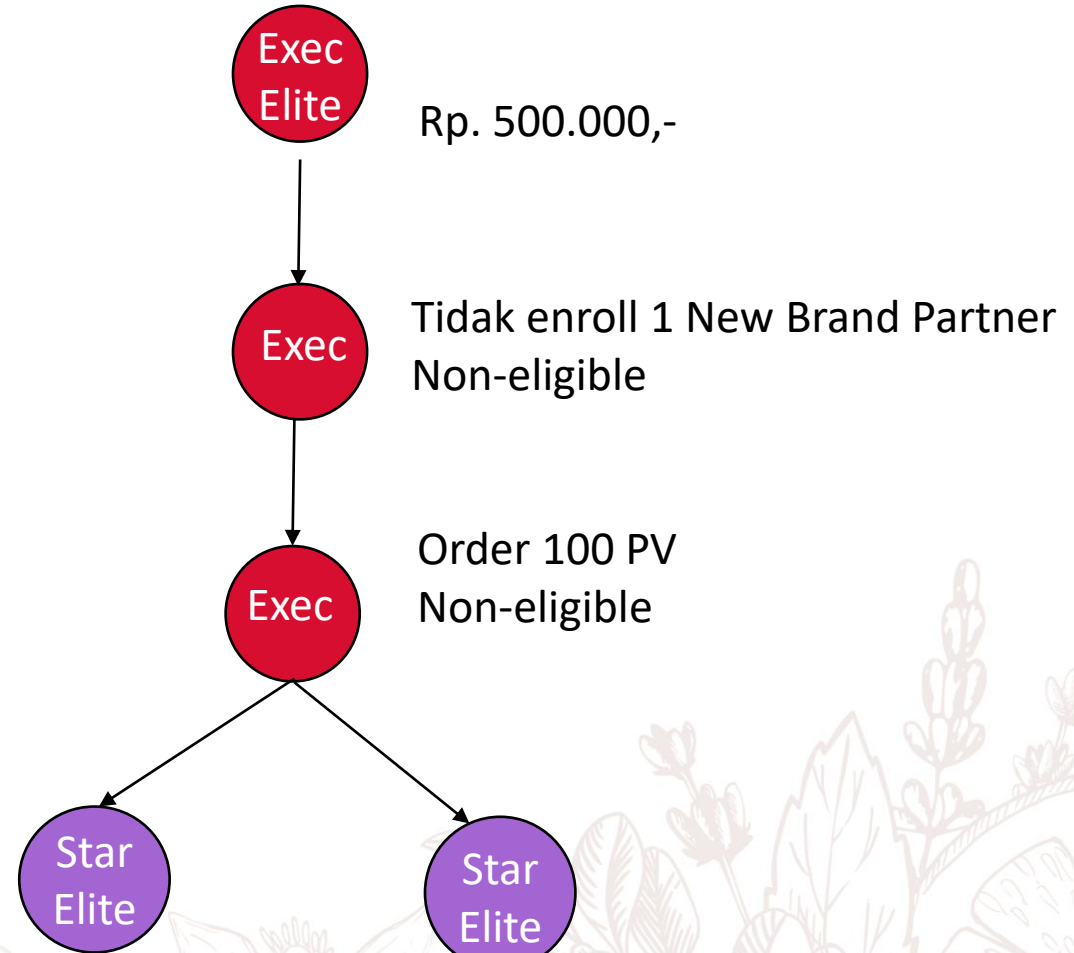 Exec
Elite
Rp. 500.000,-
Exec
Tidak enroll 1 New Brand Partner
Non-eligible
Exec
Order 100 PV
Non-eligible
Star
Elite
Star
Elite